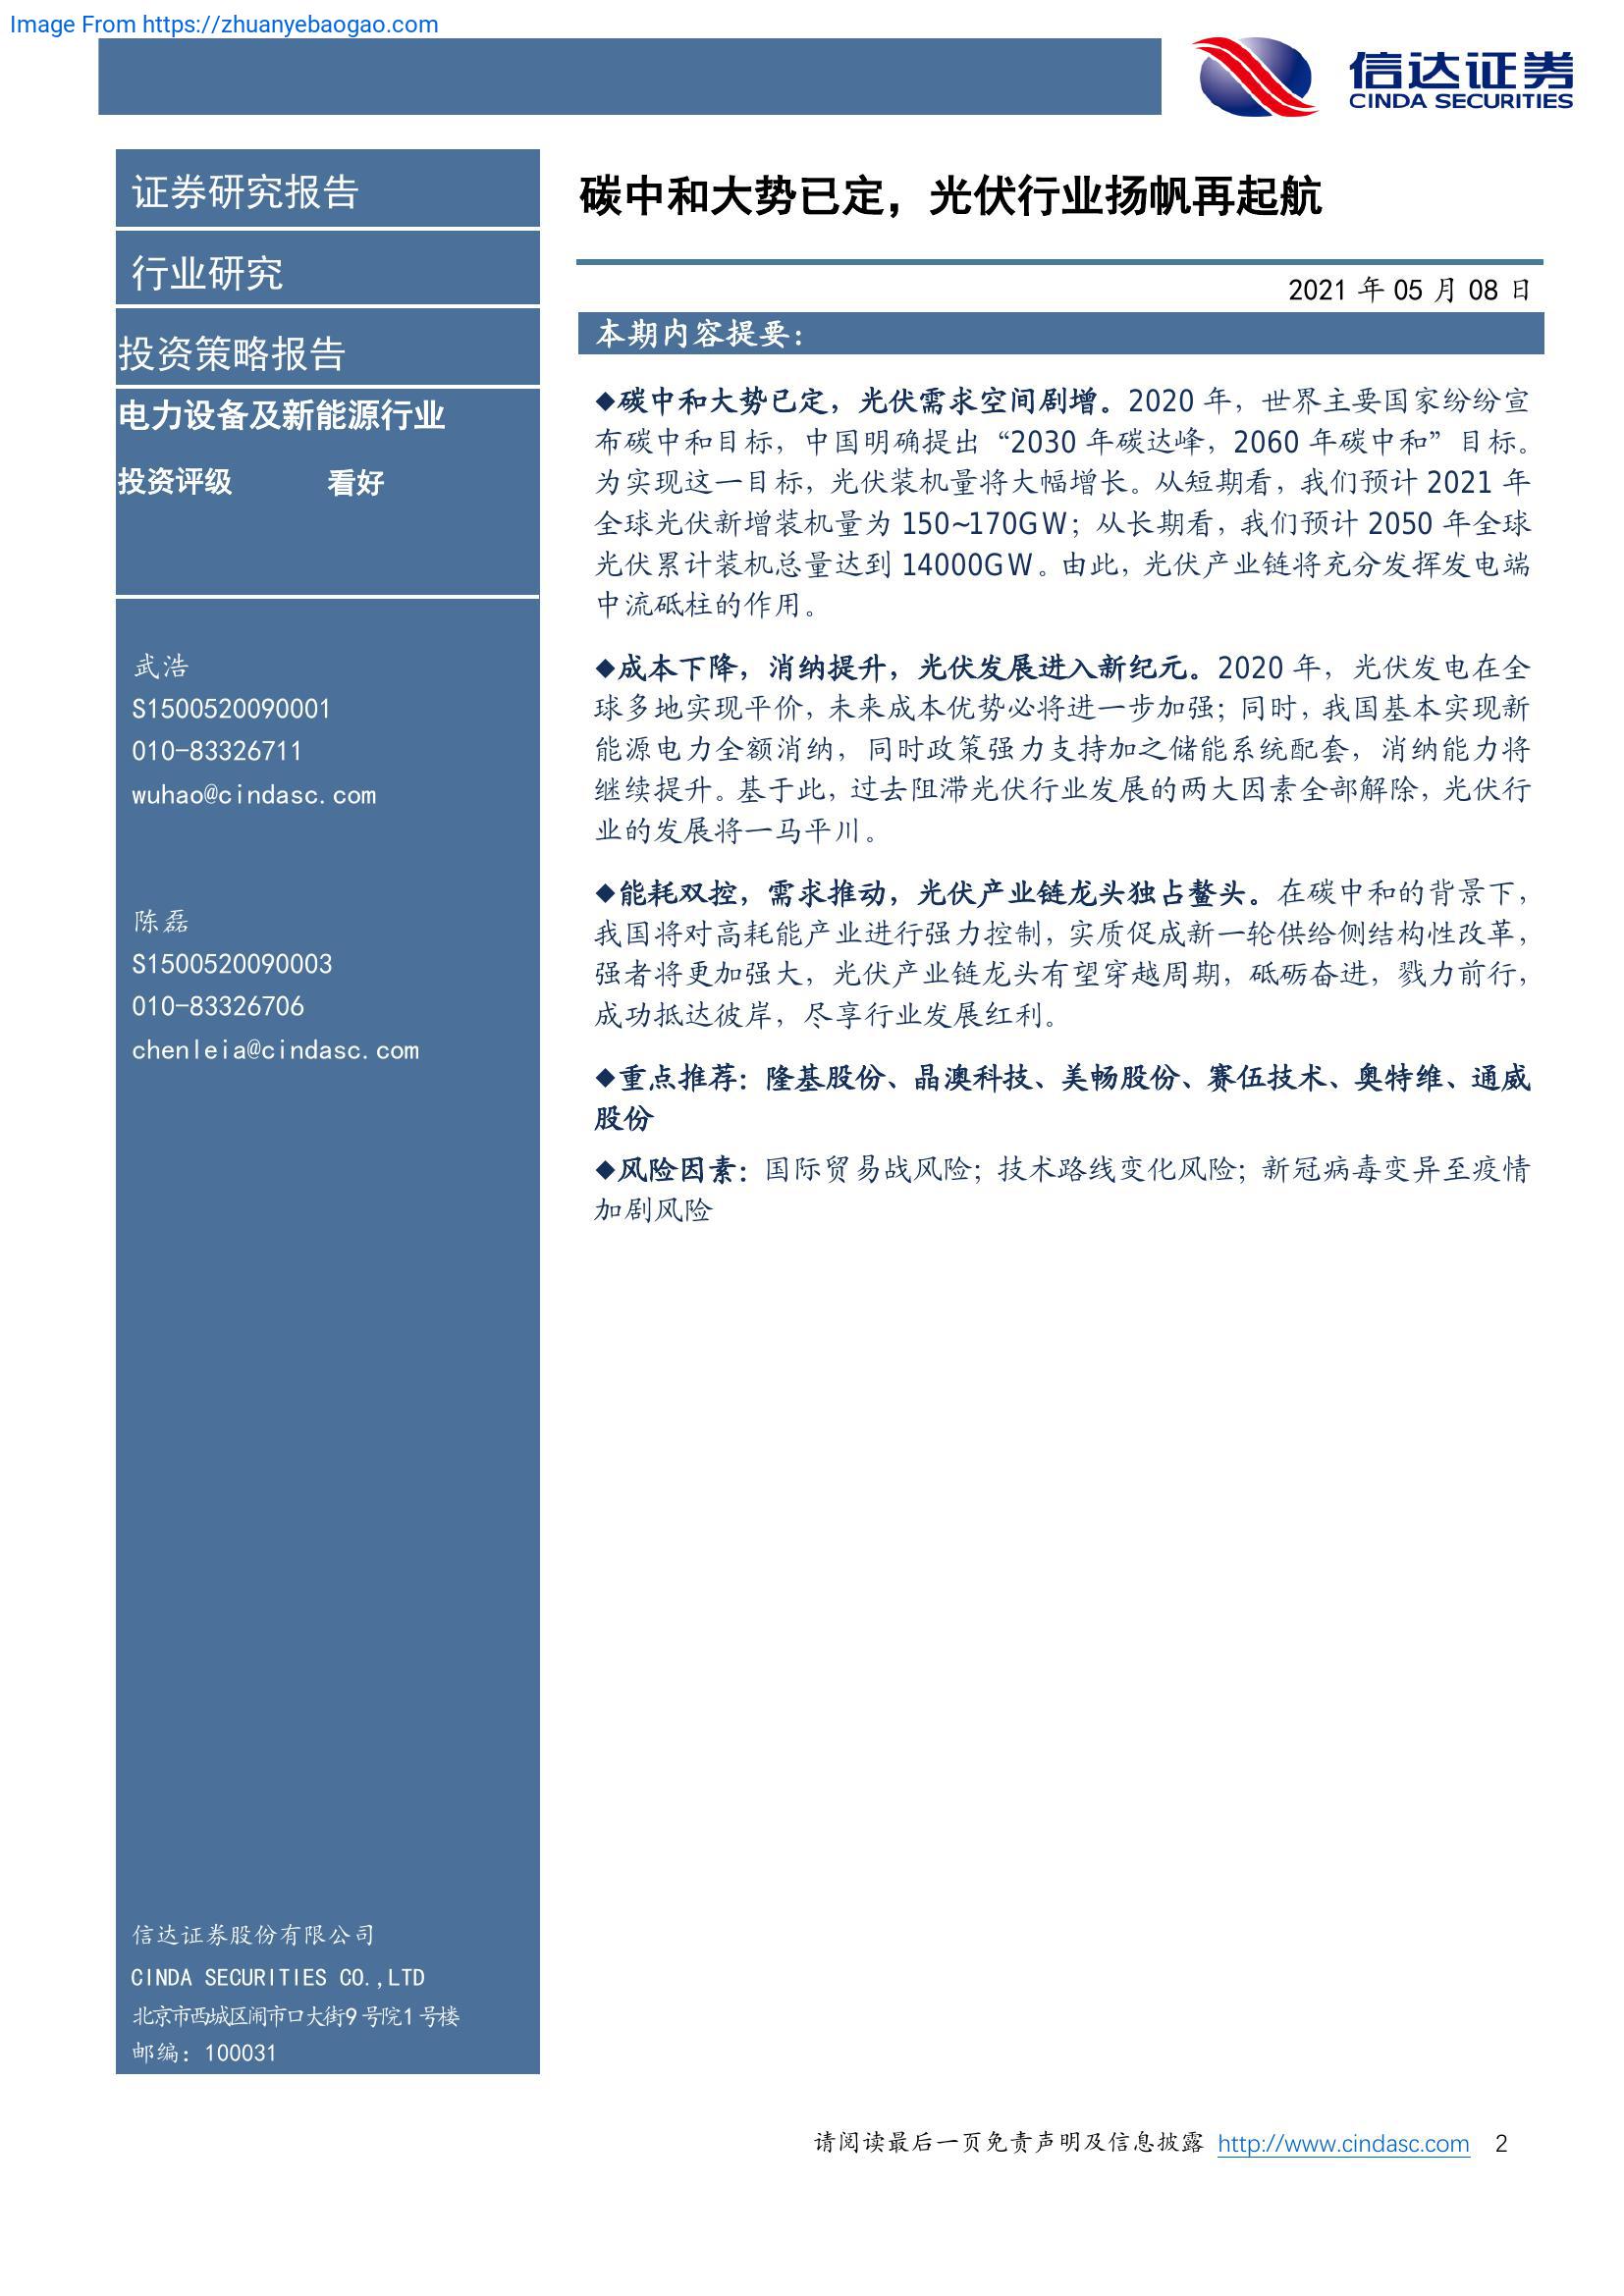 Image From https://zhuanyebaogao.com
信达证券
CINDA SECURITIES
证券研究报告
行业研究
投资策略报告
电力设备及新能源行业
投资评级 看好
武浩
S1500520090001
010-83326711
wuhao@cindasc.com
陈磊
S1500520090003
010-83326706
chenleia@cindasc.com
信达证券股份有限公司
CINDA SECURITIES CO.,LTD
北京市西城区闹市口大街9号院1号楼
邮编：100031
碳中和大势已定，光伏行业扬帆再起航
2021 年 05 月 08 日
本期内容提要：
◆碳中和大势已定，光伏需求空间剧增。2020 年，世界主要国家纷纷宣
布碳中和目标，中国明确提出“2030 年碳达峰，2060 年碳中和”目标。
为实现这一目标，光伏装机量将大幅增长。从短期看，我们预计 2021 年
全球光伏新增装机量为 150~170GW；从长期看，我们预计 2050 年全球
光伏累计装机总量达到 14000GW。由此，光伏产业链将充分发挥发电端
中流砥柱的作用。
◆成本下降，消纳提升，光伏发展进入新纪元。2020 年，光伏发电在全
球多地实现平价，未来成本优势必将进一步加强；同时，我国基本实现新
能源电力全额消纳，同时政策强力支持加之储能系统配套，消纳能力将
继续提升。基于此，过去阻滞光伏行业发展的两大因素全部解除，光伏行
业的发展将一马平川。
◆能耗双控，需求推动，光伏产业链龙头独占鳌头。在碳中和的背景下，
我国将对高耗能产业进行强力控制，实质促成新一轮供给侧结构性改革，
强者将更加强大，光伏产业链龙头有望穿越周期，砥砺奋进，戮力前行，
成功抵达彼岸，尽享行业发展红利。
◆重点推荐：隆基股份、晶澳科技、美畅股份、赛伍技术、奥特维、通威
股份
◆风险因素：国际贸易战风险；技术路线变化风险；新冠病毒变异至疫情
加剧风险
请阅读最后一页免责声明及信息披露 http://www.cindasc.com 2